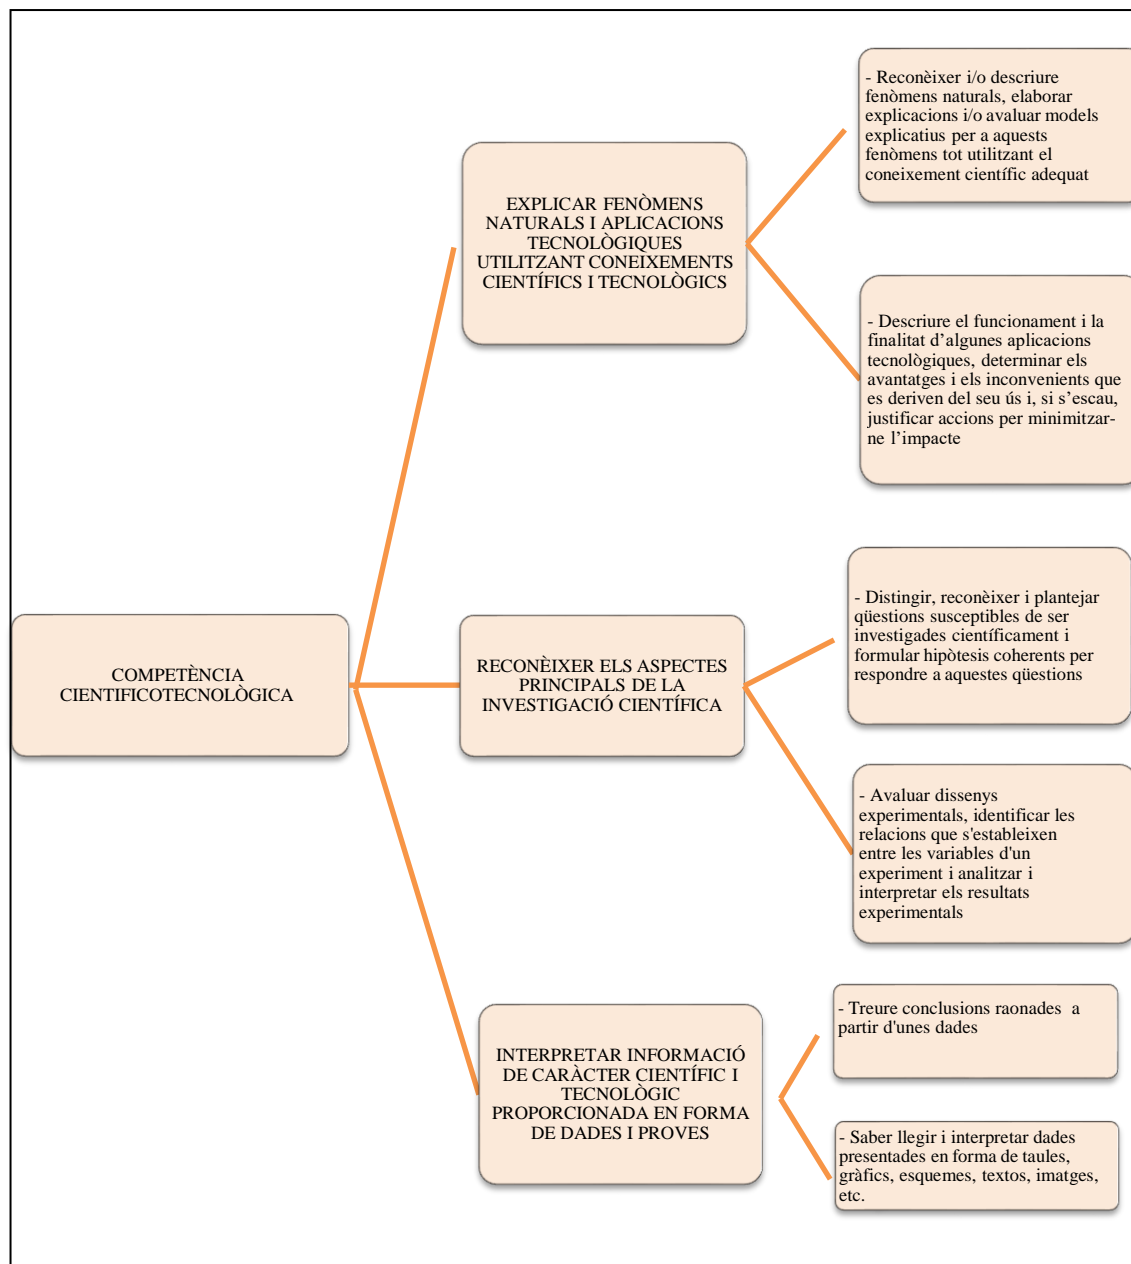 COMPETÈNCIA
CIENTIFICOTECNOLÒGICA
EXPLICAR FENÒMENS
NATURALS I APLICACIONS
TECNOLÒGIQUES
UTILITZANT CONEIXEMENTS
CIENTÍFICS I TECNOLÒGICS
- Reconèixer i/o descriure
fenòmens naturals, elaborar
explicacions i/o avaluar models
explicatius per a aquests
fenòmens tot utilitzant el
coneixement científic adequat
- Descriure el funcionament i la
finalitat d’algunes aplicacions
tecnològiques, determinar els
avantatges i els inconvenients que
es deriven del seu ús i, si s’escau,
justificar accions per minimitzar-
ne l’impacte
RECONÈIXER ELS ASPECTES
PRINCIPALS DE LA
INVESTIGACIÓ CIENTÍFICA
- Distingir, reconèixer i plantejar
qüestions susceptibles de ser
investigades científicament i
formular hipòtesis coherents per
respondre a aquestes qüestions
- Avaluar dissenys
experimentals, identificar les
relacions que s'estableixen
entre les variables d'un
experiment i analitzar i
interpretar els resultats
experimentals
INTERPRETAR INFORMACIÓ
DE CARÀCTER CIENTÍFIC I
TECNOLÒGIC
PROPORCIONADA EN FORMA
DE DADES I PROVES
- Treure conclusions raonades a
partir d'unes dades
- Saber llegir i interpretar dades
presentades en forma de taules,
gràfics, esquemes, textos, imatges,
etc.